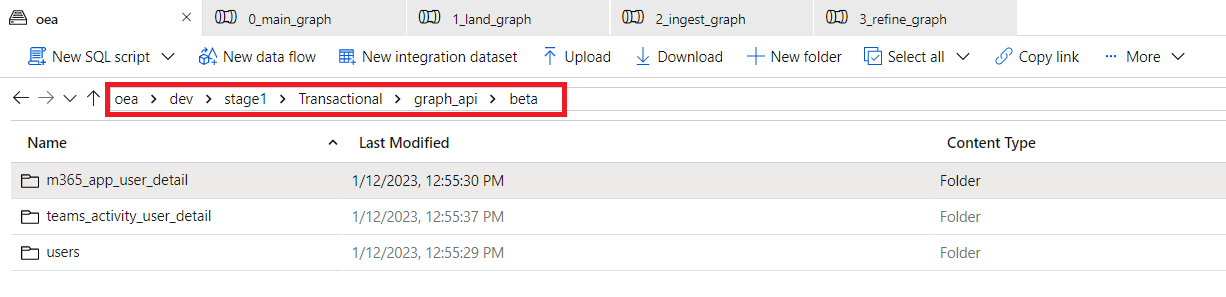 oea 0_main_graph 1_land_graph 2_ingest_graph 3_refine_graph
New SQL script New data flow New integration dataset Upload Download New folder Select all Copy link More
oea dev stage1 Transactional graph_api beta
Name Last Modified Content Type
m365_app_user_detail 1/12/2023, 12:55:30 PM Folder
teams_activity_user_detail 1/12/2023, 12:55:37 PM Folder
users 1/12/2023, 12:55:29 PM Folder